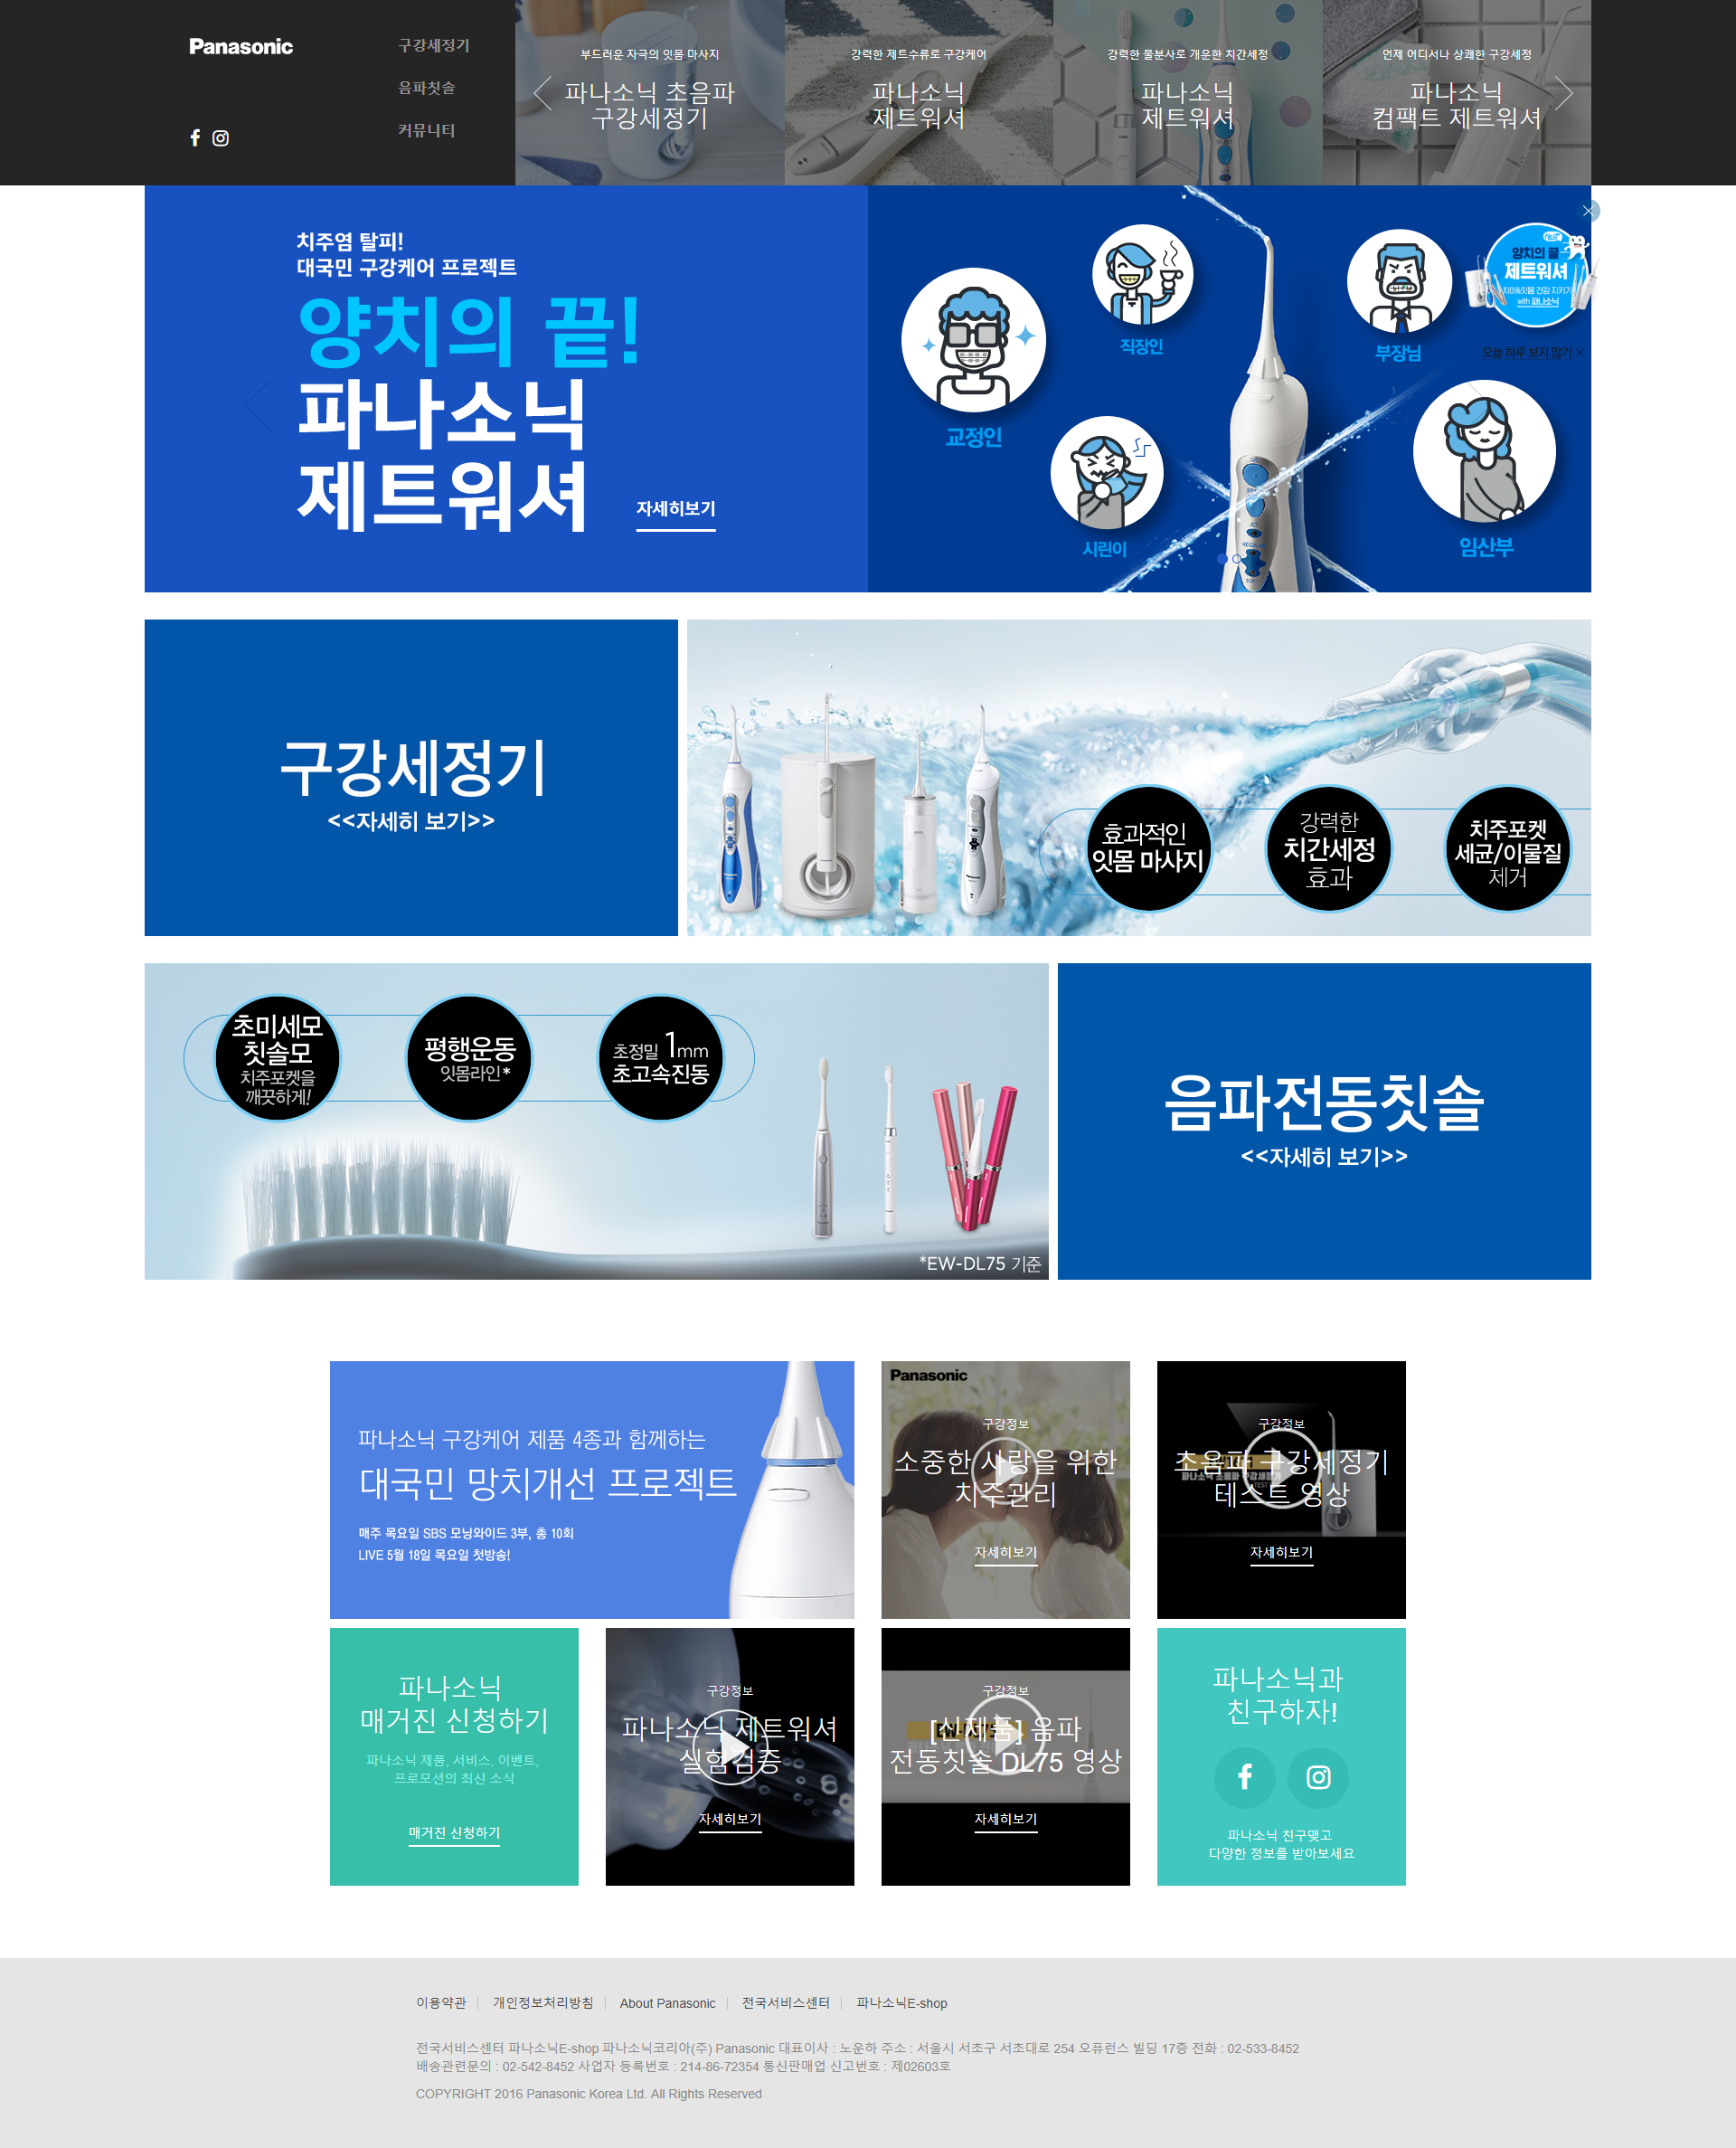 Panasonic
구강세정기
음파칫솔
커뮤니티
부드러운 자극의 잇몸 마사지
파나소닉 초음파
구강세정기
강력한 제트수류로 구강케어
파나소닉
제트워셔
강력한 물분사로 개운한 치간세정
파나소닉
제트워셔
언제 어디서나 상쾌한 구강세정
파나소닉
컴팩트 제트워셔
치주염 탈피!
대국민 구강케어 프로젝트
양치의 끝!
파나소닉
제트워셔
자세히보기
교정인
직장인
시린이
부장님
임산부
양치의 끝
제트워셔
치아&잇몸 건강 지키기
with 파나소닉
오늘 하루 보지 않기 ×
구강세정기
<<자세히 보기>>
효과적인
잇몸 마사지
강력한
치간세정
효과
치주포켓
세균/이물질
제거
초미세모
칫솔모
치주포켓을
깨끗하게!
평행운동
잇몸라인*
초정밀 1mm
초고속진동
*EW-DL75 기준
음파전동칫솔
<<자세히 보기>>
파나소닉 구강케어 제품 4종과 함께하는
대국민 망치개선 프로젝트
매주 목요일 SBS 모닝와이드 3부, 총 10회
LIVE 5월 18일 목요일 첫방송!
Panasonic
구강정보
소중한 사랑을 위한
치주관리
자세히보기
구강정보
초음파 구강세정기
테스트 영상
자세히보기
파나소닉
매거진 신청하기
파나소닉 제품, 서비스, 이벤트,
프로모션의 최신 소식
매거진 신청하기
구강정보
파나소닉 제트워셔
실험검증
자세히보기
구강정보
[신제품] 음파
전동칫솔 DL75 영상
자세히보기
파나소닉과
친구하자!
파나소닉 친구맺고
다양한 정보를 받아보세요
이용약관
개인정보처리방침
About Panasonic
전국서비스센터
파나소닉E-shop
전국서비스센터 파나소닉E-shop 파나소닉코리아(주) Panasonic 대표이사 : 노운하 주소 : 서울시 서초구 서초대로 254 오퓨런스 빌딩 17층 전화 : 02-533-8452
배송관련문의 : 02-542-8452 사업자 등록번호 : 214-86-72354 통신판매업 신고번호 : 제02603호
COPYRIGHT 2016 Panasonic Korea Ltd. All Rights Reserved